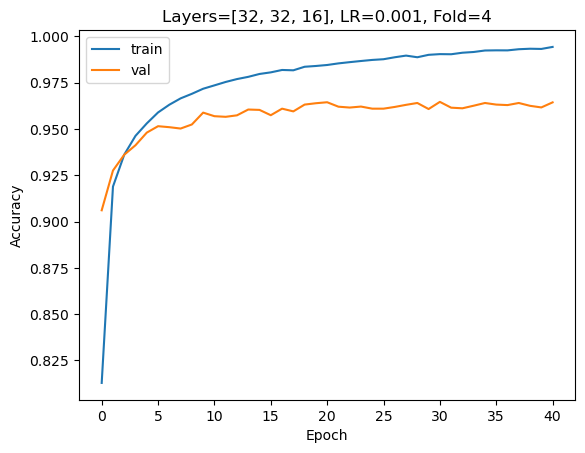 Layers=[32, 32, 16], LR=0.001, Fold=4
train
val
1.000
0.975
0.950
0.925
0.900
0.875
0.850
0.825
Accuracy
0 5 10 15 20 25 30 35 40
Epoch